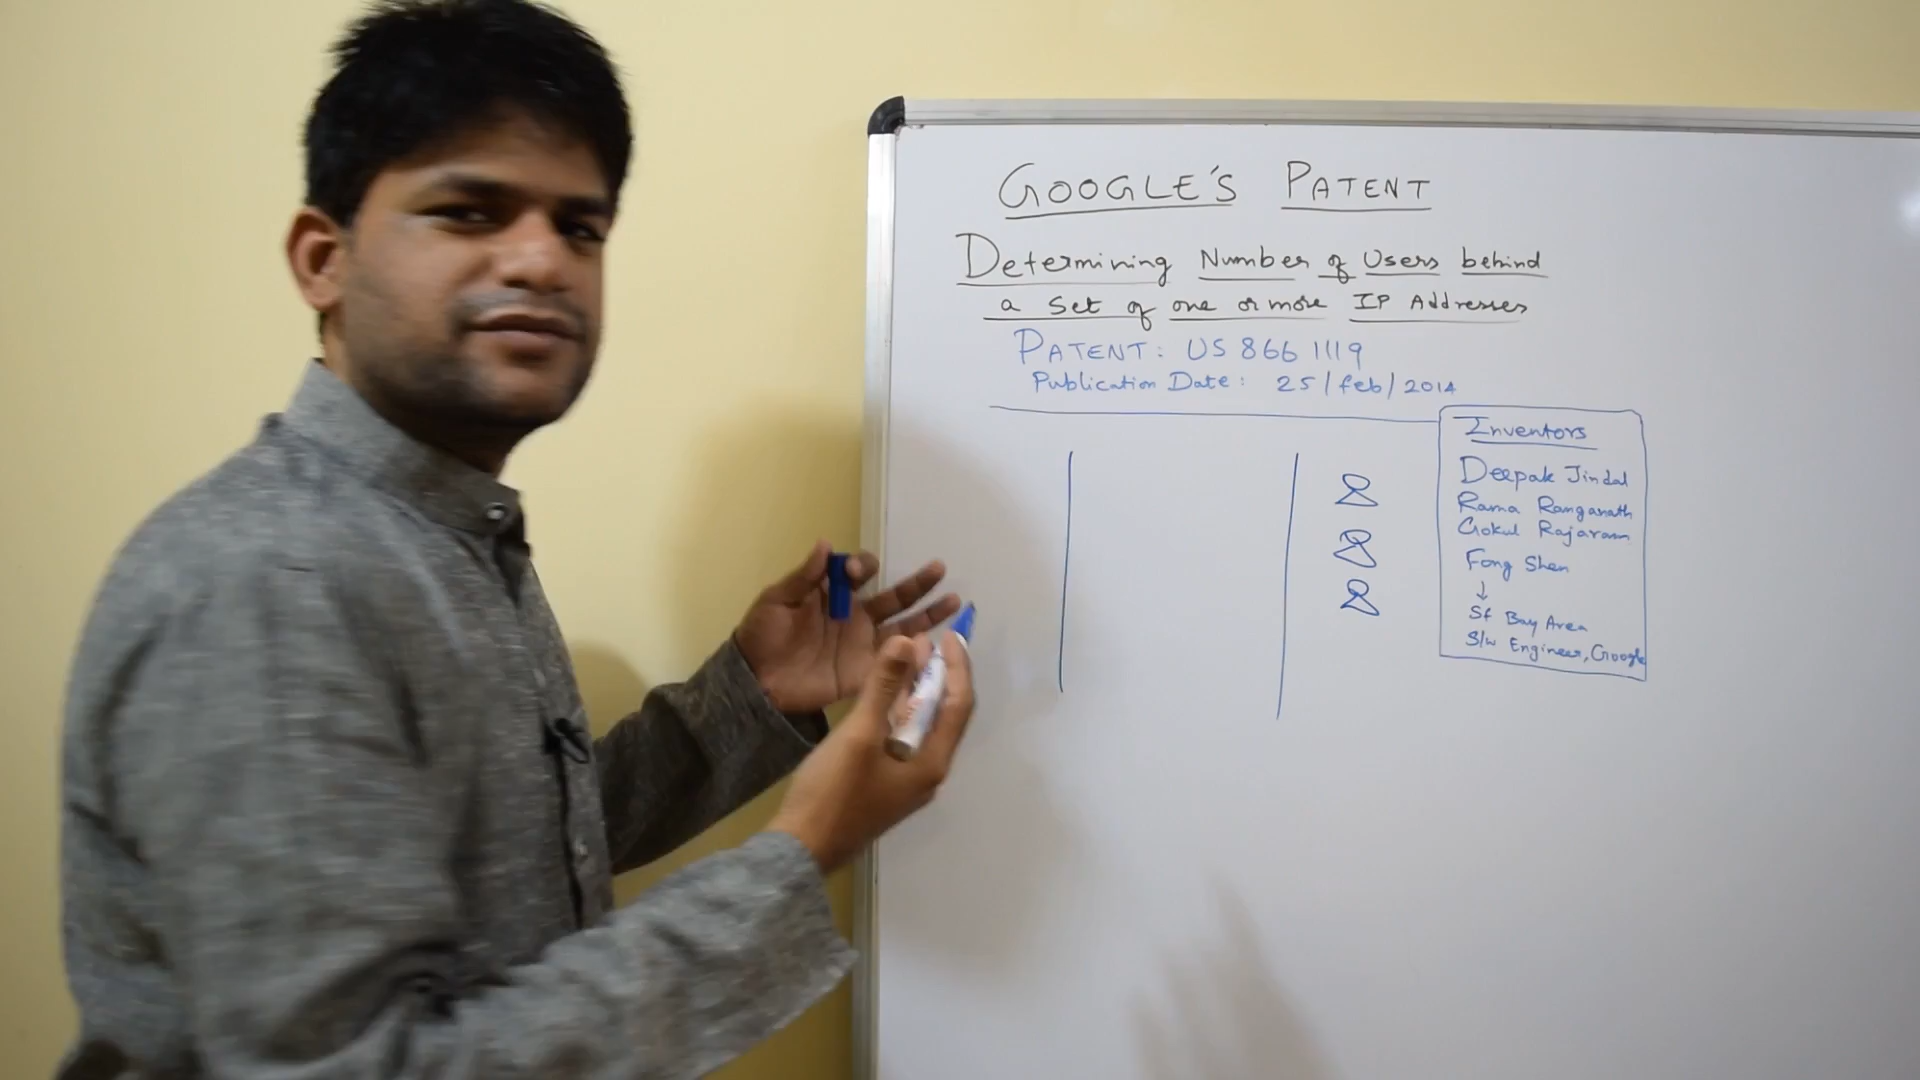 GOOGLE'S PATENT
Determining Number of Users behind
a Set of one or more IP Addresses
PATENT: US 866 1119
Publication Date: 25/feb/2014
Inventors
Deepak Jindal
Rama Ranganath
Gokul Rajaram
Fong Shen
↓
Sf Bay Area
S/w Engineer, Google